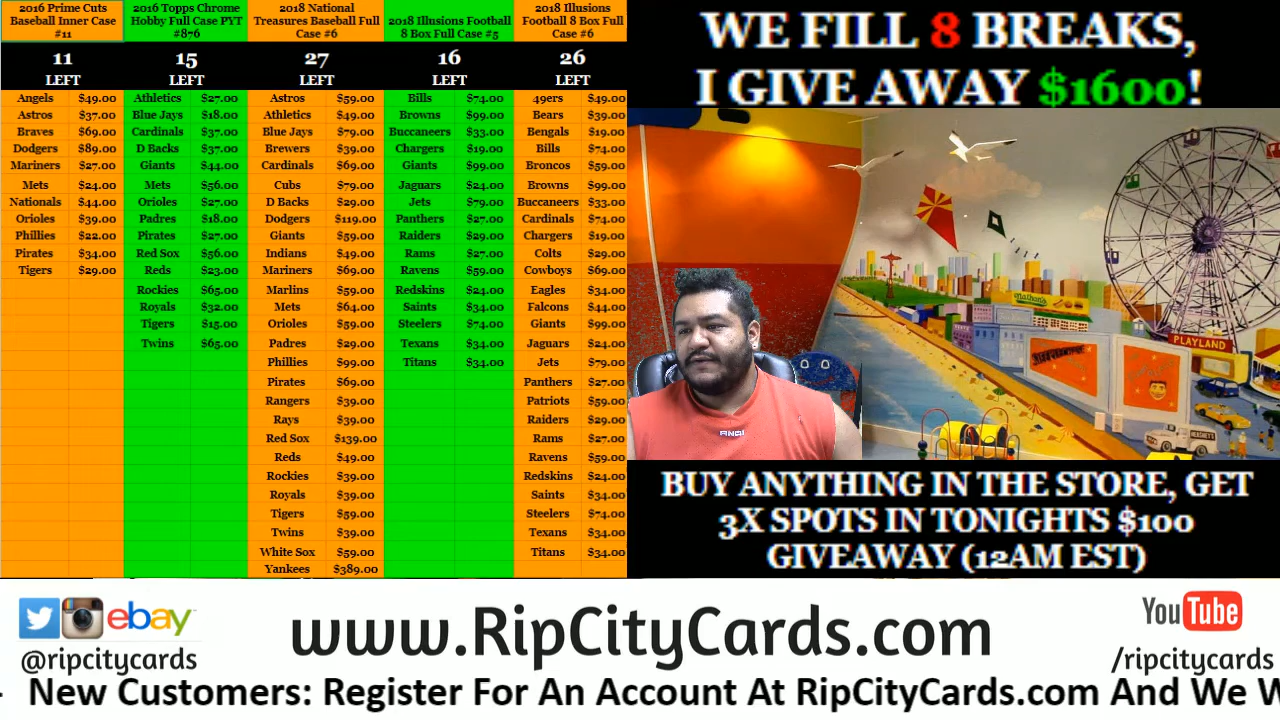 2016 Prime Cuts
Baseball Inner Case
#11
11
LEFT
Angels $49.00
Astros $37.00
Braves $69.00
Dodgers $89.00
Mariners $27.00
Mets $24.00
Nationals $44.00
Orioles $39.00
Phillies $22.00
Pirates $34.00
Tigers $29.00
2016 Topps Chrome
Hobby Full Case PYT
#876
15
LEFT
Athletics $27.00
Blue Jays $18.00
Cardinals $37.00
D Backs $37.00
Giants $44.00
Mets $56.00
Orioles $27.00
Padres $18.00
Pirates $27.00
Red Sox $56.00
Reds $23.00
Rockies $65.00
Royals $32.00
Tigers $15.00
Twins $65.00
2018 National
Treasures Baseball Full
Case #6
27
LEFT
Astros $59.00
Athletics $49.00
Blue Jays $79.00
Brewers $39.00
Cardinals $69.00
Cubs $79.00
D Backs $29.00
Dodgers $119.00
Giants $59.00
Indians $49.00
Mariners $69.00
Marlins $59.00
Mets $64.00
Orioles $59.00
Padres $29.00
Phillies $99.00
Pirates $69.00
Rangers $39.00
Rays $39.00
Red Sox $139.00
Reds $49.00
Rockies $39.00
Royals $39.00
Tigers $59.00
Twins $39.00
White Sox $59.00
Yankees $389.00
2018 Illusions Football
8 Box Full Case #5
16
LEFT
Bills $74.00
Browns $99.00
Buccaneers $33.00
Chargers $19.00
Giants $99.00
Jaguars $24.00
Jets $79.00
Panthers $27.00
Raiders $29.00
Rams $27.00
Ravens $59.00
Redskins $24.00
Saints $34.00
Steelers $74.00
Texans $34.00
Titans $34.00
2018 Illusions
Football 8 Box Full
Case #6
26
LEFT
49ers $49.00
Bears $39.00
Bengals $19.00
Bills $74.00
Broncos $59.00
Browns $99.00
Buccaneers $33.00
Cardinals $74.00
Chargers $19.00
Colts $29.00
Cowboys $69.00
Eagles $34.00
Falcons $44.00
Giants $99.00
Jaguars $24.00
Jets $79.00
Panthers $27.00
Patriots $59.00
Raiders $29.00
Rams $27.00
Ravens $59.00
Redskins $24.00
Saints $34.00
Steelers $74.00
Texans $34.00
Titans $34.00
WE FILL 8 BREAKS,
I GIVE AWAY $1600!
Nathan's
PLAYLAND
AND1
BUY ANYTHING IN THE STORE, GET
3X SPOTS IN TONIGHTS $100
GIVEAWAY (12AM EST)
ebay
@ripcitycards
www.RipCityCards.com
YouTube
/ripcitycards
New Customers: Register For An Account At RipCityCards.com And We W